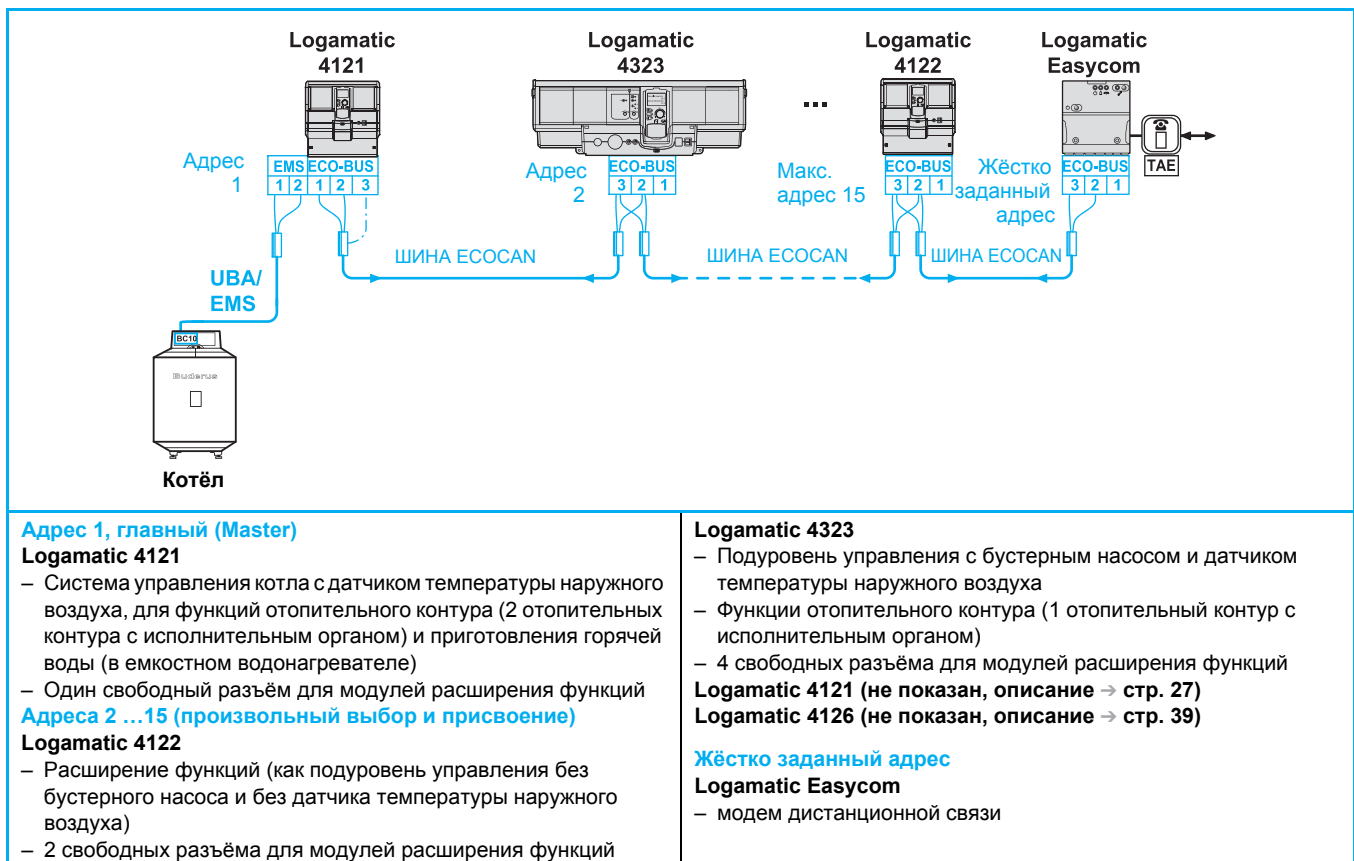 Logamatic
4121
Logamatic
4323
Logamatic
4122
Logamatic
Easycom
...
Адрес
1
EMS ECO-BUS
1 2 1 2 3
Адрес
2
ECO-BUS
3 2 1
Макс.
адрес 15
ECO-BUS
3 2 1
Жёстко
заданный
адрес
ECO-BUS
3 2 1
TAE
ШИНА ECOCAN
ШИНА ECOCAN
ШИНА ECOCAN
UBA/
EMS
BC10
Buderus
Котёл
Адрес 1, главный (Master)
Logamatic 4121
– Система управления котла с датчиком температуры наружного
воздуха, для функций отопительного контура (2 отопительных
контура с исполнительным органом) и приготовления горячей
воды (в емкостном водонагревателе)
– Один свободный разъём для модулей расширения функций
Адреса 2 …15 (произвольный выбор и присвоение)
Logamatic 4122
– Расширение функций (как подуровень управления без
бустерного насоса и без датчика температуры наружного
воздуха)
– 2 свободных разъёма для модулей расширения функций
Logamatic 4323
– Подуровень управления с бустерным насосом и датчиком
температуры наружного воздуха
– Функции отопительного контура (1 отопительный контур с
исполнительным органом)
– 4 свободных разъёма для модулей расширения функций
Logamatic 4121 (не показан, описание → стр. 27)
Logamatic 4126 (не показан, описание → стр. 39)
Жёстко заданный адрес
Logamatic Easycom
– модем дистанционной связи